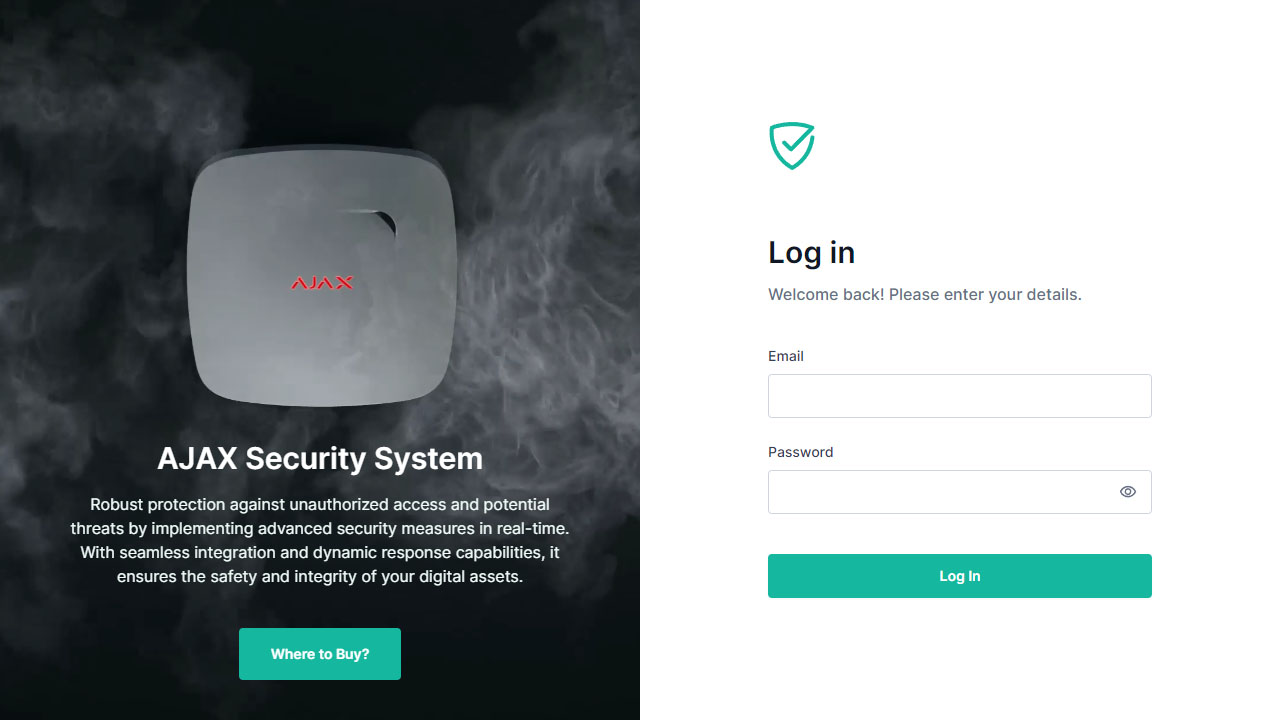 AJAX
AJAX Security System
Robust protection against unauthorized access and potential
threats by implementing advanced security measures in real-time.
With seamless integration and dynamic response capabilities, it
ensures the safety and integrity of your digital assets.
Where to Buy?
Log in
Welcome back! Please enter your details.
Email
Password
Log In